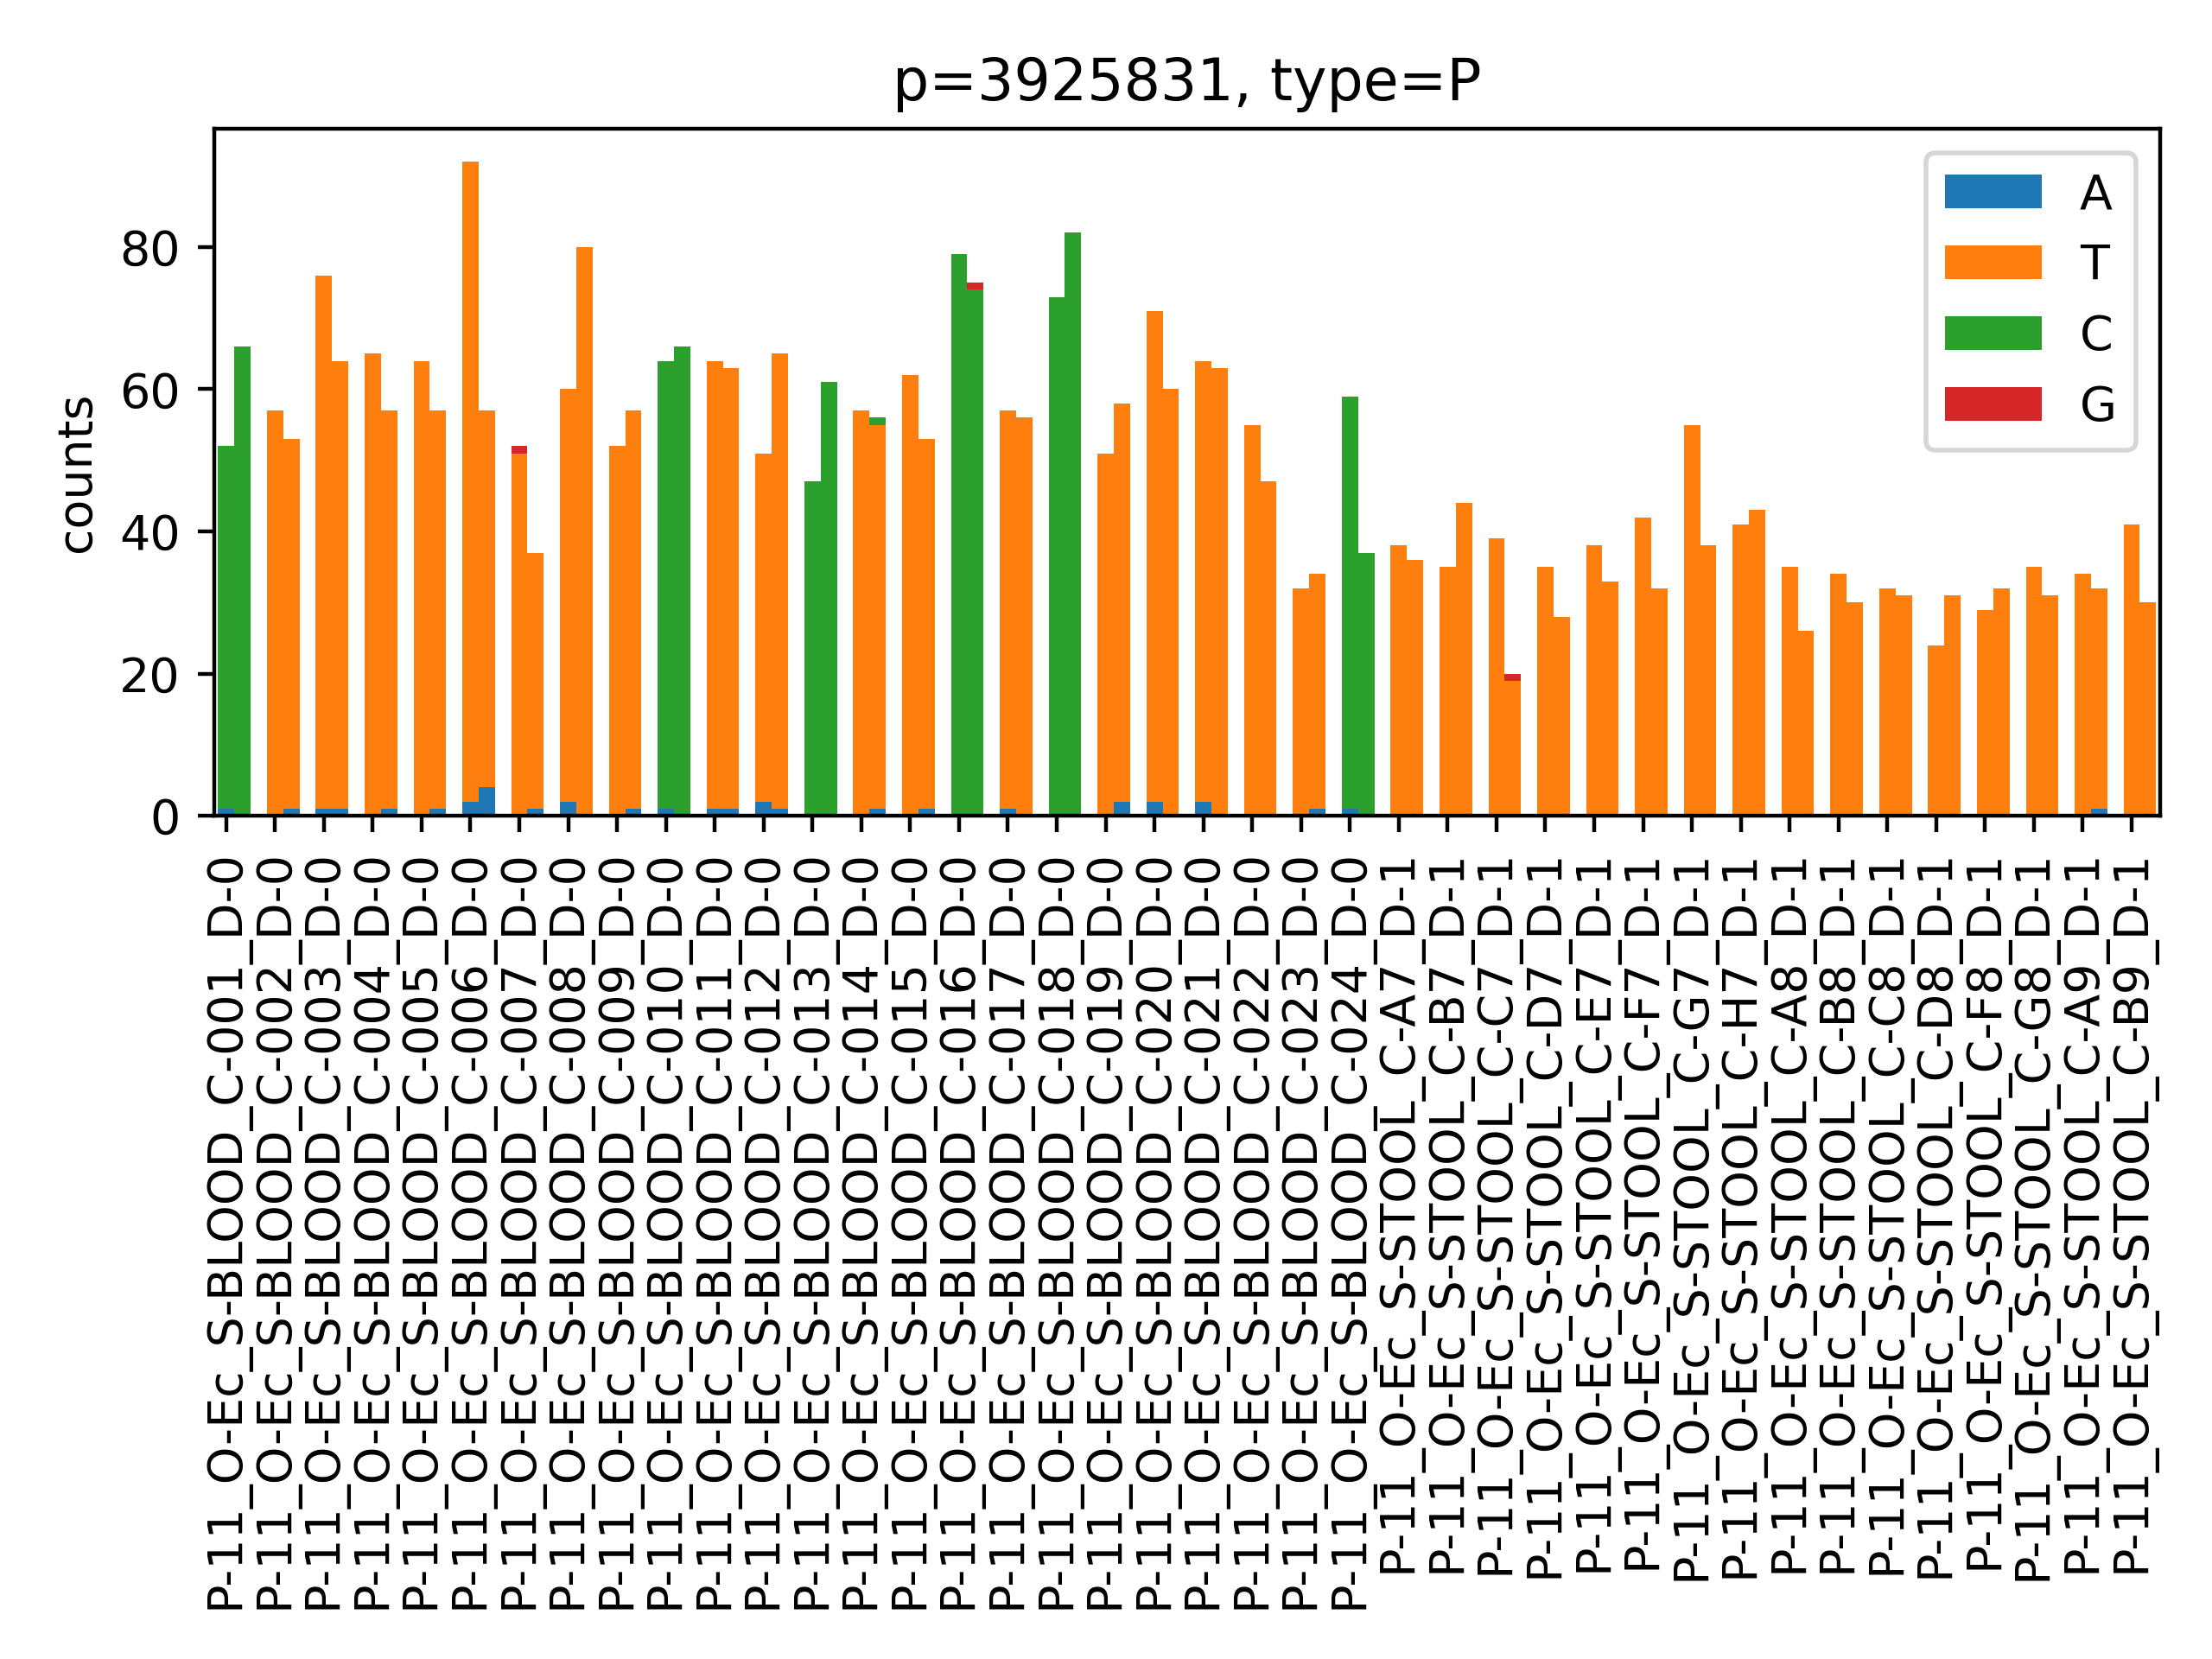 p=3925831, type=P
counts
80
60
40
20
0
A
T
C
G
P-11_O-Ec_S-BLOOD_C-001_D-0
P-11_O-Ec_S-BLOOD_C-002_D-0
P-11_O-Ec_S-BLOOD_C-003_D-0
P-11_O-Ec_S-BLOOD_C-004_D-0
P-11_O-Ec_S-BLOOD_C-005_D-0
P-11_O-Ec_S-BLOOD_C-006_D-0
P-11_O-Ec_S-BLOOD_C-007_D-0
P-11_O-Ec_S-BLOOD_C-008_D-0
P-11_O-Ec_S-BLOOD_C-009_D-0
P-11_O-Ec_S-BLOOD_C-010_D-0
P-11_O-Ec_S-BLOOD_C-011_D-0
P-11_O-Ec_S-BLOOD_C-012_D-0
P-11_O-Ec_S-BLOOD_C-013_D-0
P-11_O-Ec_S-BLOOD_C-014_D-0
P-11_O-Ec_S-BLOOD_C-015_D-0
P-11_O-Ec_S-BLOOD_C-016_D-0
P-11_O-Ec_S-BLOOD_C-017_D-0
P-11_O-Ec_S-BLOOD_C-018_D-0
P-11_O-Ec_S-BLOOD_C-019_D-0
P-11_O-Ec_S-BLOOD_C-020_D-0
P-11_O-Ec_S-BLOOD_C-021_D-0
P-11_O-Ec_S-BLOOD_C-022_D-0
P-11_O-Ec_S-BLOOD_C-023_D-0
P-11_O-Ec_S-BLOOD_C-024_D-0
P-11_O-Ec_S-STOOL_C-A7_D-1
P-11_O-Ec_S-STOOL_C-B7_D-1
P-11_O-Ec_S-STOOL_C-C7_D-1
P-11_O-Ec_S-STOOL_C-D7_D-1
P-11_O-Ec_S-STOOL_C-E7_D-1
P-11_O-Ec_S-STOOL_C-F7_D-1
P-11_O-Ec_S-STOOL_C-G7_D-1
P-11_O-Ec_S-STOOL_C-H7_D-1
P-11_O-Ec_S-STOOL_C-A8_D-1
P-11_O-Ec_S-STOOL_C-B8_D-1
P-11_O-Ec_S-STOOL_C-C8_D-1
P-11_O-Ec_S-STOOL_C-D8_D-1
P-11_O-Ec_S-STOOL_C-F8_D-1
P-11_O-Ec_S-STOOL_C-G8_D-1
P-11_O-Ec_S-STOOL_C-A9_D-1
P-11_O-Ec_S-STOOL_C-B9_D-1